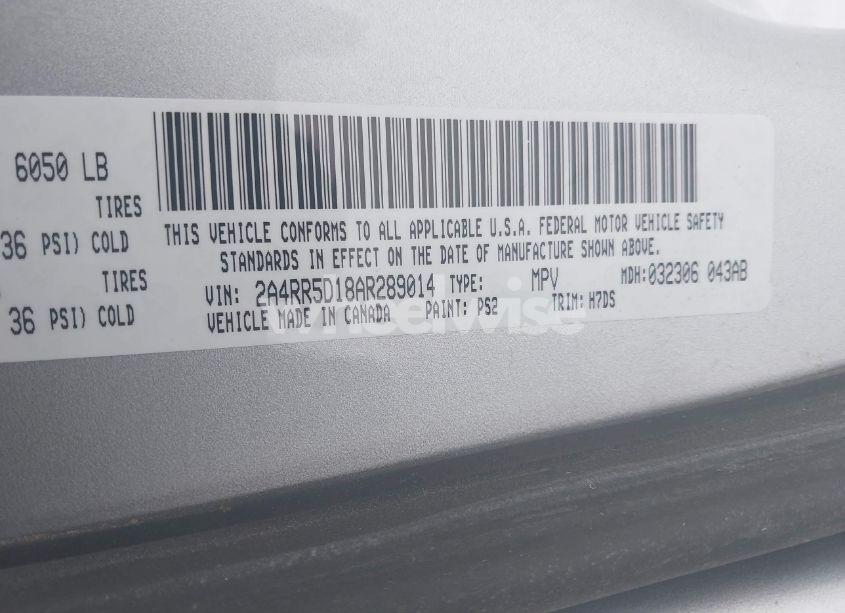 6050 LB
TIRES
36 PSI) COLD
TIRES
36 PSI) COLD
THIS VEHICLE CONFORMS TO ALL APPLICABLE U.S.A. FEDERAL MOTOR VEHICLE SAFETY
STANDARDS IN EFFECT ON THE DATE OF MANUFACTURE SHOWN ABOVE.
VIN: 2A4RR5D18AR289014 TYPE: MPV MDH:032306 043AB
VEHICLE MADE IN CANADA PAINT: PS2 TRIM: H7DS
wheelwise